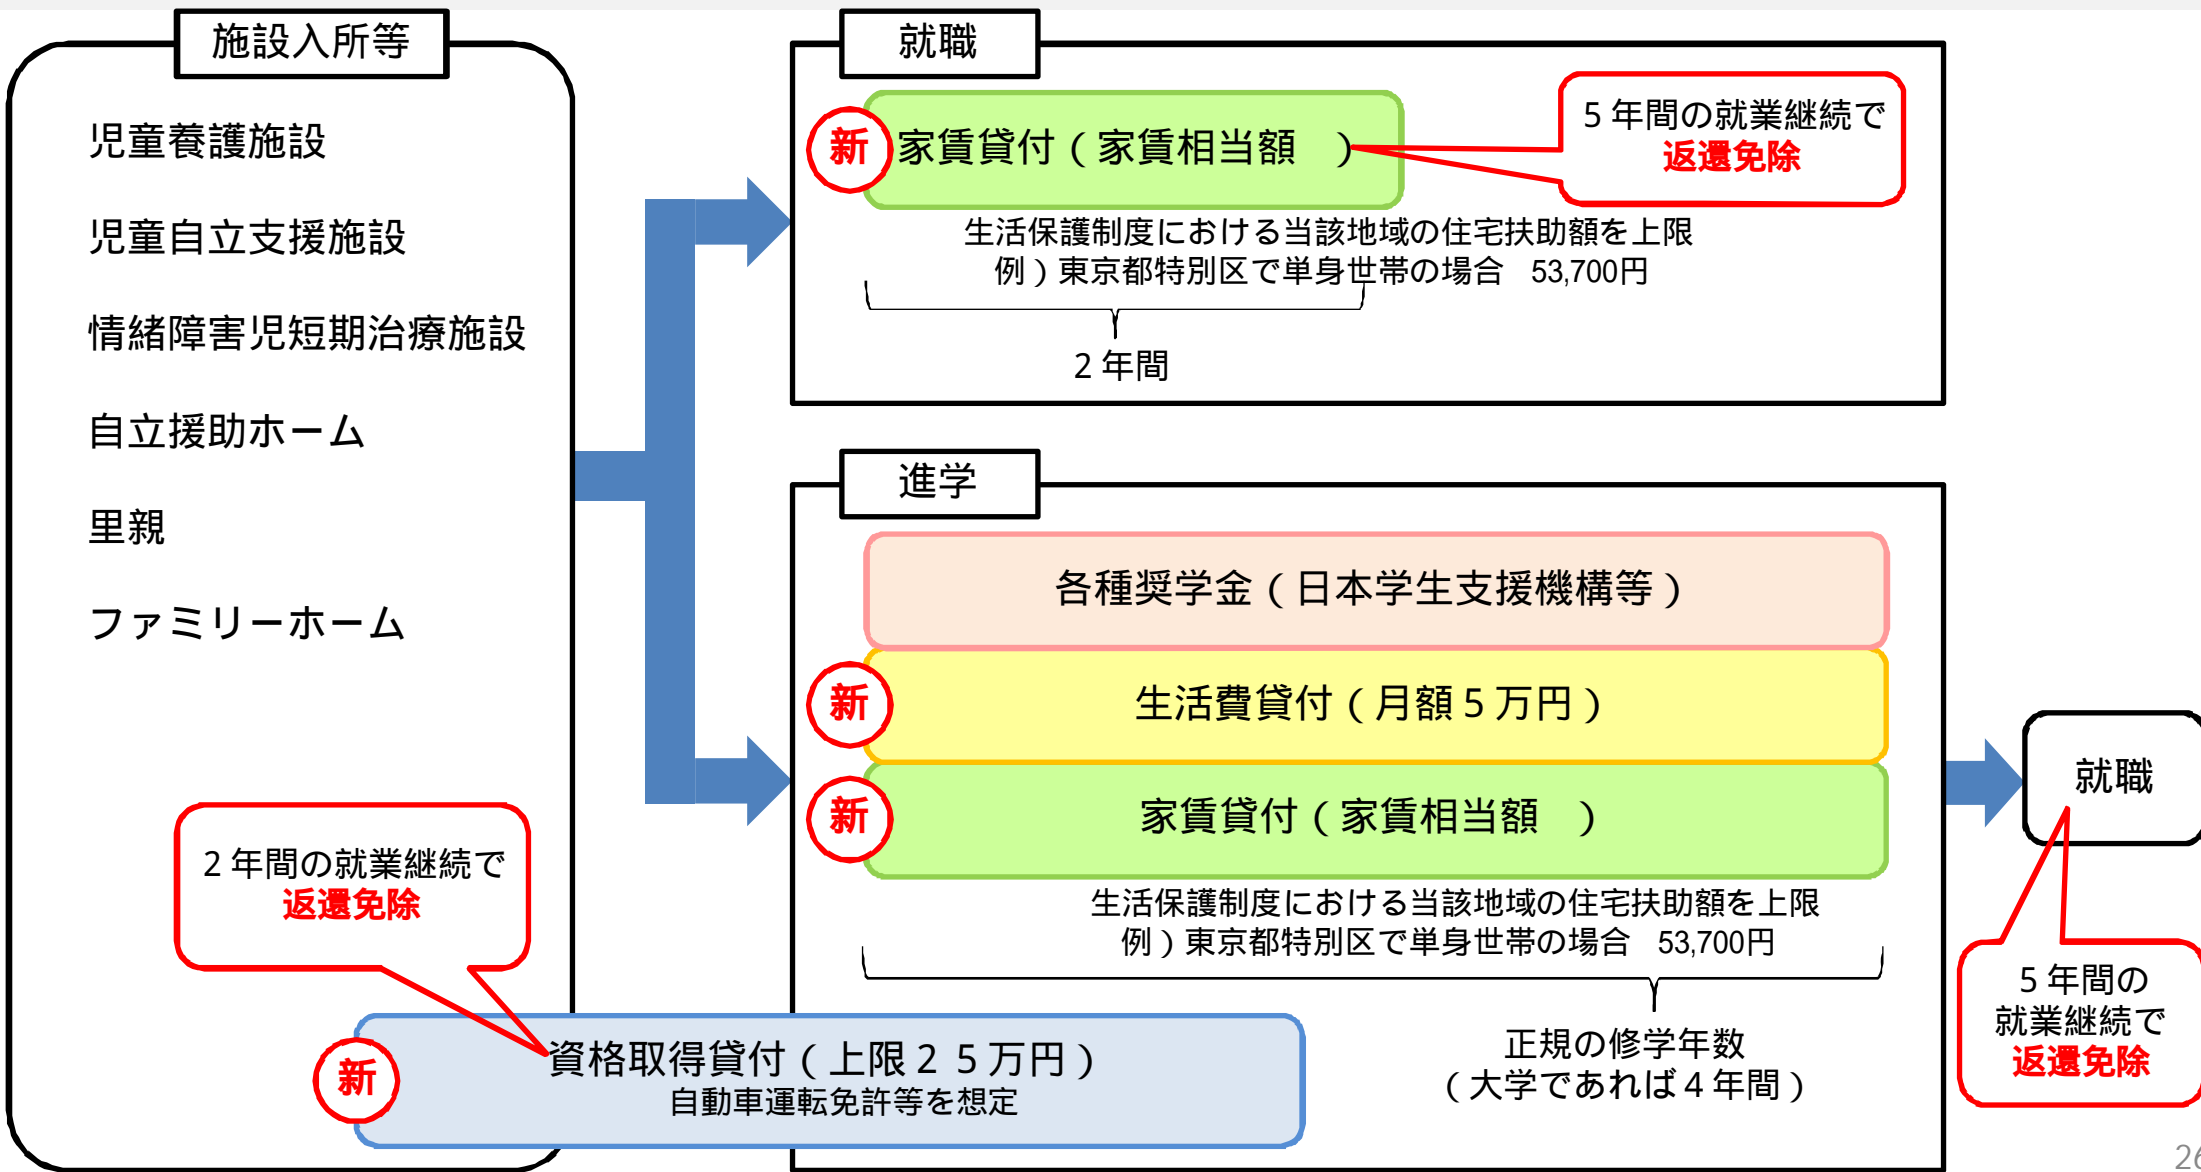 施設入所等
児童養護施設
児童自立支援施設
情緒障害児短期治療施設
自立援助ホーム
里親
ファミリーホーム
2年間の就業継続で
返還免除
新
資格取得貸付(上限25万円)
自動車運転免許等を想定
就職
新
家賃貸付(家賃相当額　)
5年間の就業継続で
返還免除
生活保護制度における当該地域の住宅扶助額を上限
例)東京都特別区で単身世帯の場合　53,700円
2年間
進学
各種奨学金(日本学生支援機構等)
新
生活費貸付(月額5万円)
新
家賃貸付(家賃相当額　)
生活保護制度における当該地域の住宅扶助額を上限
例)東京都特別区で単身世帯の場合　53,700円
正規の修学年数
(大学であれば4年間)
就職
5年間の
就業継続で
返還免除